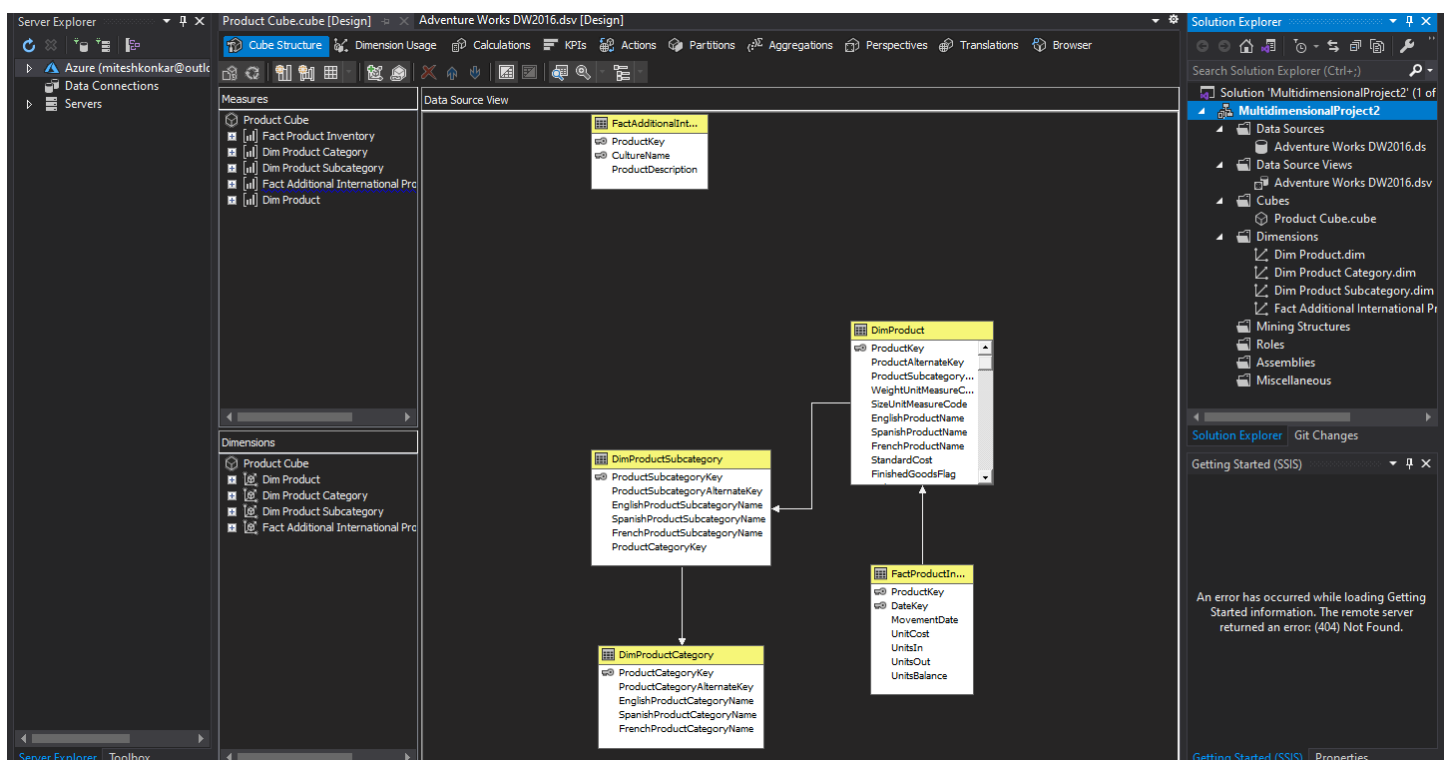 Server Explorer
Azure (miteshkonkar@outlo
Data Connections
Servers
Server Explorer Toolbox
Product Cube.cube [Design]
Adventure Works DW2016.dsv [Design]
Cube Structure Dimension Usage Calculations KPIs Actions Partitions Aggregations Perspectives Translations Browser
Measures
Product Cube
Fact Product Inventory
Dim Product Category
Dim Product Subcategory
Fact Additional International Pro
Dim Product
Dimensions
Product Cube
Dim Product
Dim Product Category
Dim Product Subcategory
Fact Additional International Pro
Data Source View
FactAdditionalInt...
ProductKey
CultureName
ProductDescription
DimProduct
ProductKey
ProductAlternateKey
ProductSubcategory...
WeightUnitMeasureC...
SizeUnitMeasureCode
EnglishProductName
SpanishProductName
FrenchProductName
StandardCost
FinishedGoodsFlag
DimProductSubcategory
ProductSubcategoryKey
ProductSubcategoryAlternateKey
EnglishProductSubcategoryName
SpanishProductSubcategoryName
FrenchProductSubcategoryName
ProductCategoryKey
FactProductIn...
ProductKey
DateKey
MovementDate
UnitCost
UnitsIn
UnitsOut
UnitsBalance
DimProductCategory
ProductCategoryKey
ProductCategoryAlternateKey
EnglishProductCategoryName
SpanishProductCategoryName
FrenchProductCategoryName
Solution Explorer
Search Solution Explorer (Ctrl+;)
Solution 'MultidimensionalProject2' (1 of
MultidimensionalProject2
Data Sources
Adventure Works DW2016.ds
Data Source Views
Adventure Works DW2016.dsv
Cubes
Product Cube.cube
Dimensions
Dim Product.dim
Dim Product Category.dim
Dim Product Subcategory.dim
Fact Additional International Pr
Mining Structures
Roles
Assemblies
Miscellaneous
Solution Explorer Git Changes
Getting Started (SSIS)
An error has occurred while loading Getting
Started information. The remote server
returned an error: (404) Not Found.
Getting Started (SSIS) Properties